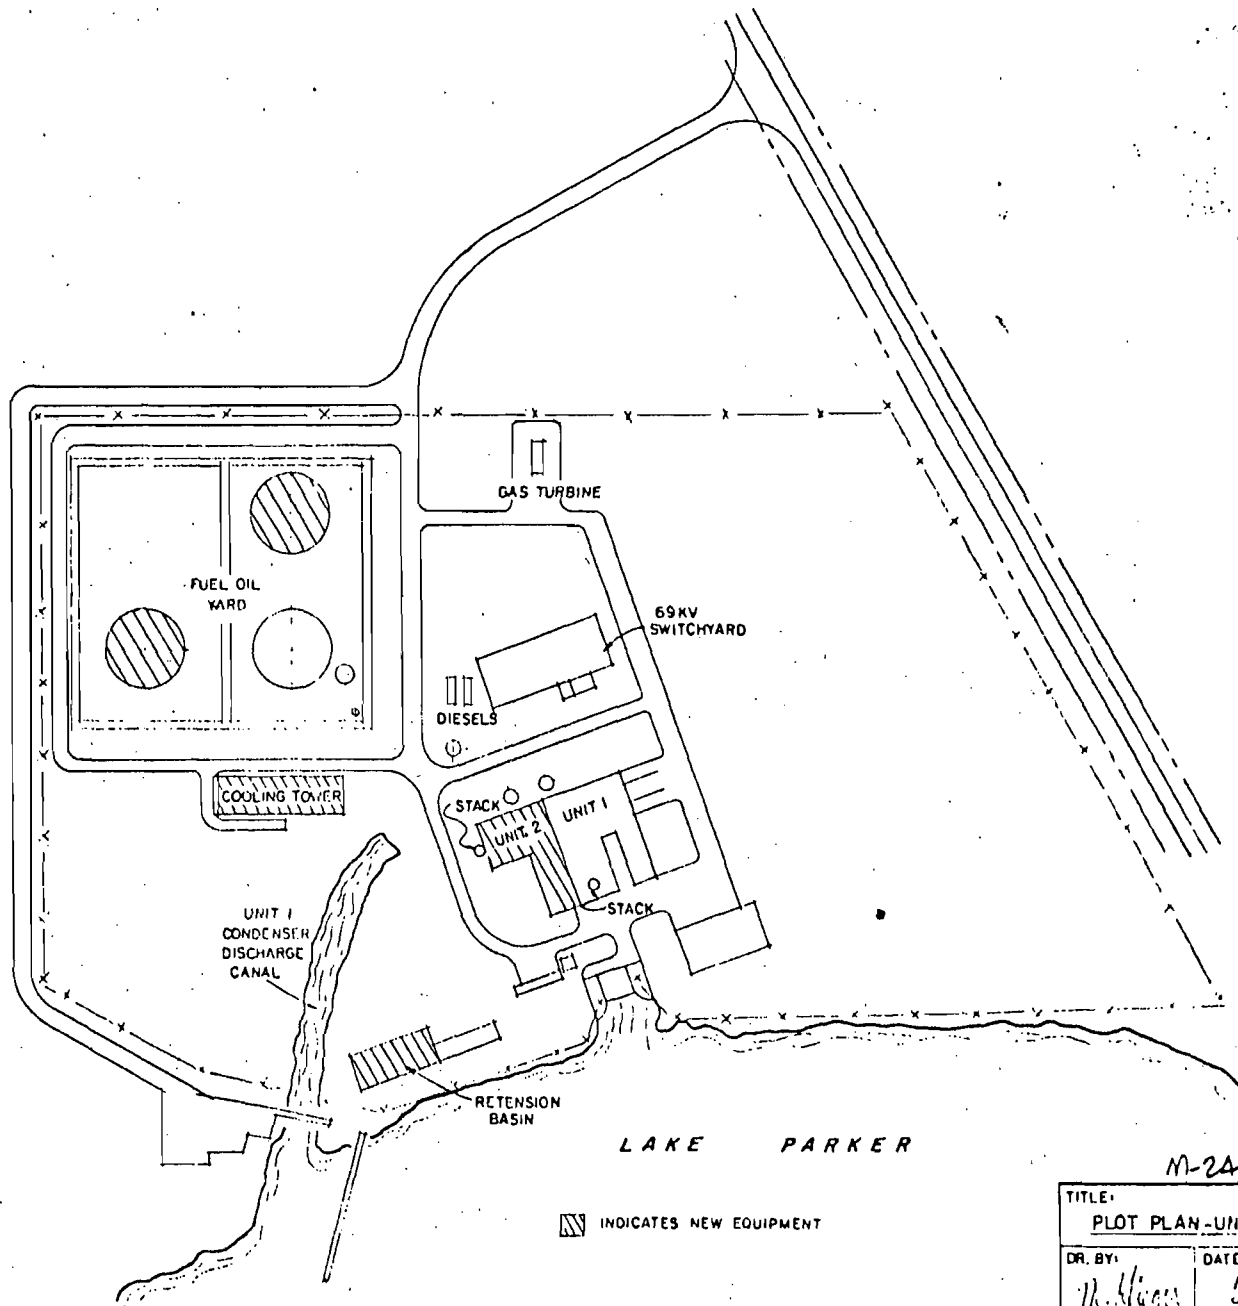 GAS TURBINE
FUEL OIL
YARD
69KV
SWITCHYARD
DIESELS
COOLING TOWER
STACK
UNIT 2
UNIT 1
STACK
UNIT 1
CONDENSER
DISCHARGE
CANAL
RETENSION
BASIN
LAKE PARKER
INDICATES NEW EQUIPMENT
M-24
TITLE:
PLOT PLAN-UN
DR. BY:
DATE